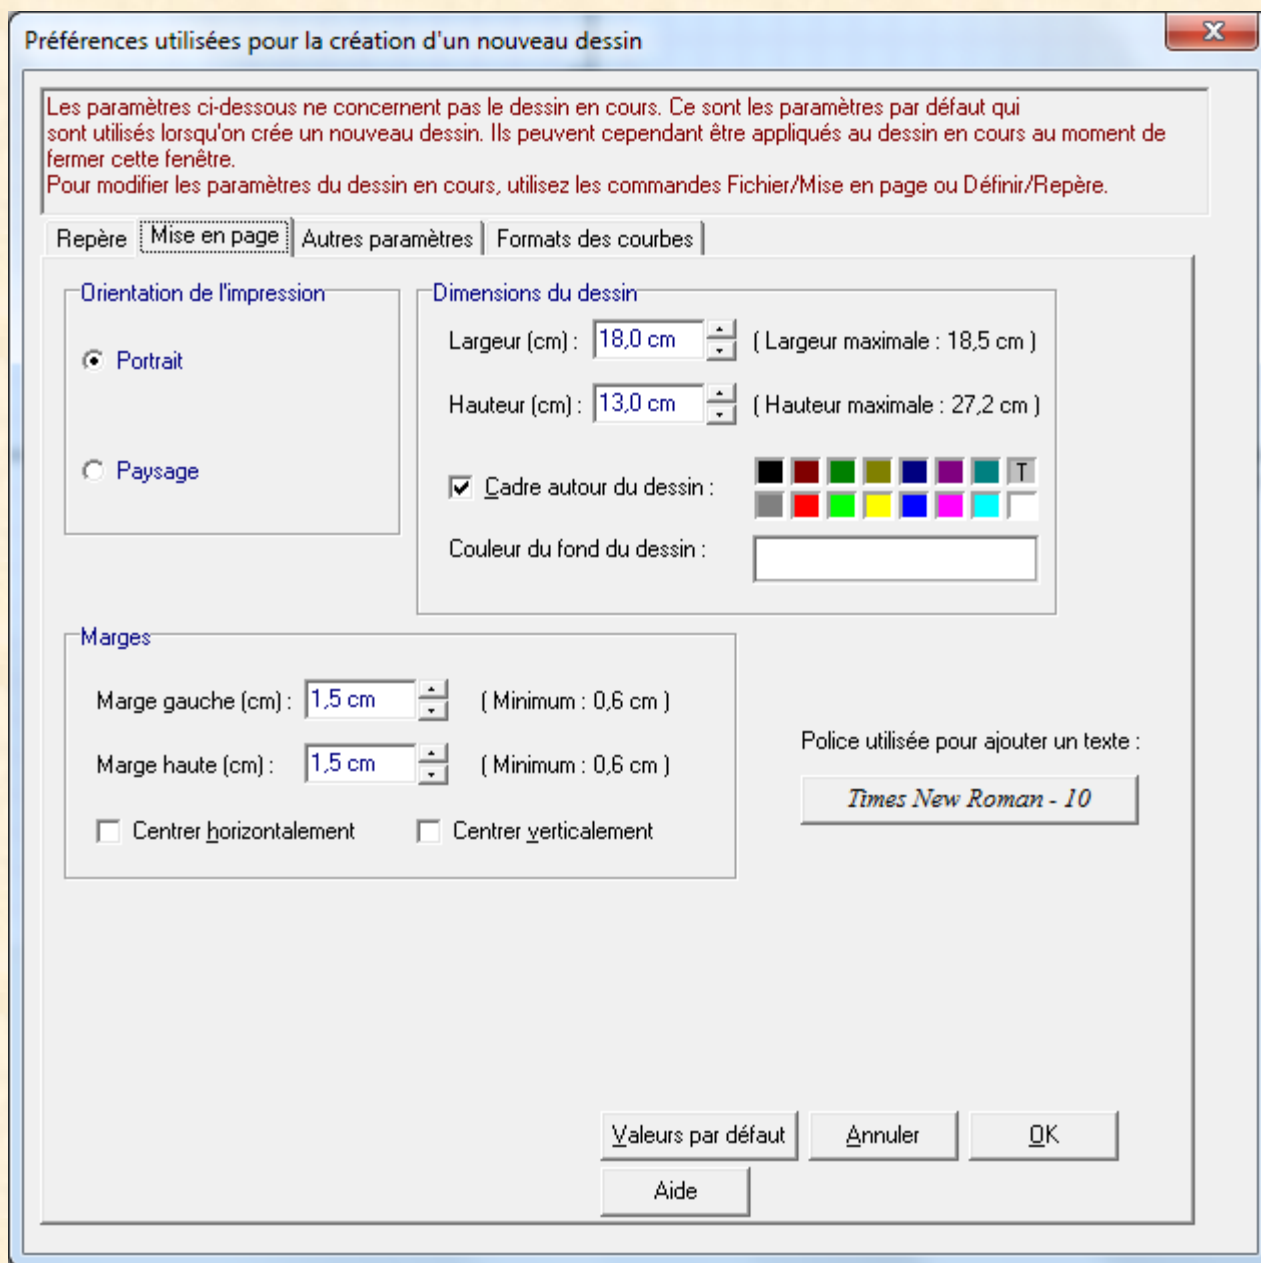 Préférences utilisées pour la création d'un nouveau dessin
x
Les paramètres ci-dessous ne concernent pas le dessin en cours. Ce sont les paramètres par défaut qui
sont utilisés lorsqu'on crée un nouveau dessin. Ils peuvent cependant être appliqués au dessin en cours au moment de
fermer cette fenêtre.
Pour modifier les paramètres du dessin en cours, utilisez les commandes Fichier/Mise en page ou Définir/Repère.
Repère Mise en page Autres paramètres Formats des courbes
Orientation de l'impression
Portrait
Paysage
Dimensions du dessin
Largeur (cm) : 18,0 cm ( Largeur maximale : 18,5 cm )
Hauteur (cm) : 13,0 cm ( Hauteur maximale : 27,2 cm )
Cadre autour du dessin :
T
Couleur du fond du dessin :
Marges
Marge gauche (cm) : 1,5 cm ( Minimum : 0,6 cm )
Marge haute (cm) : 1,5 cm ( Minimum : 0,6 cm )
Centrer horizontalement Centrer verticalement
Police utilisée pour ajouter un texte :
Times New Roman - 10
Valeurs par défaut Annuler OK
Aide